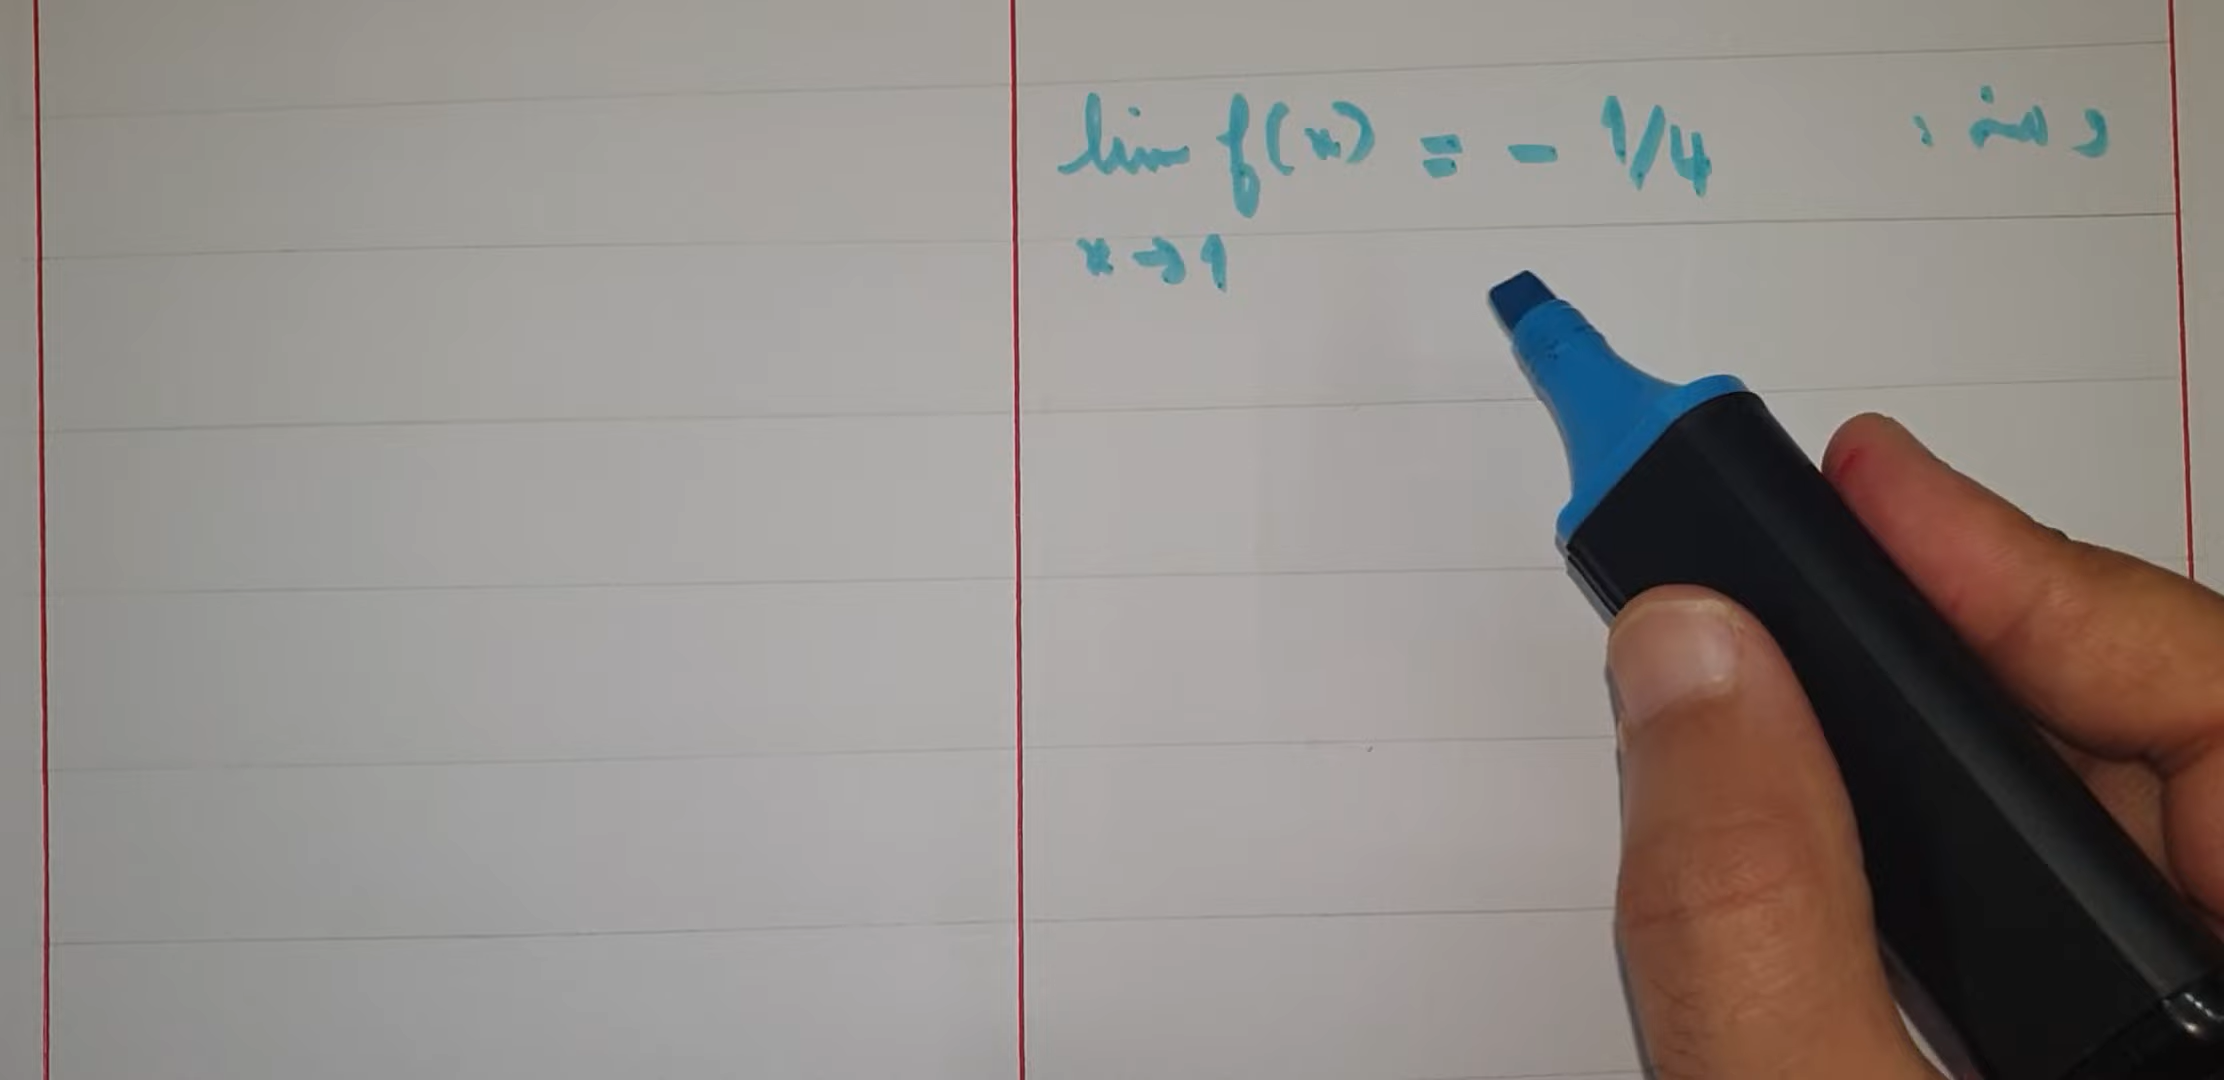 lim f(x) = - 1/4 ومنه :
x → 1